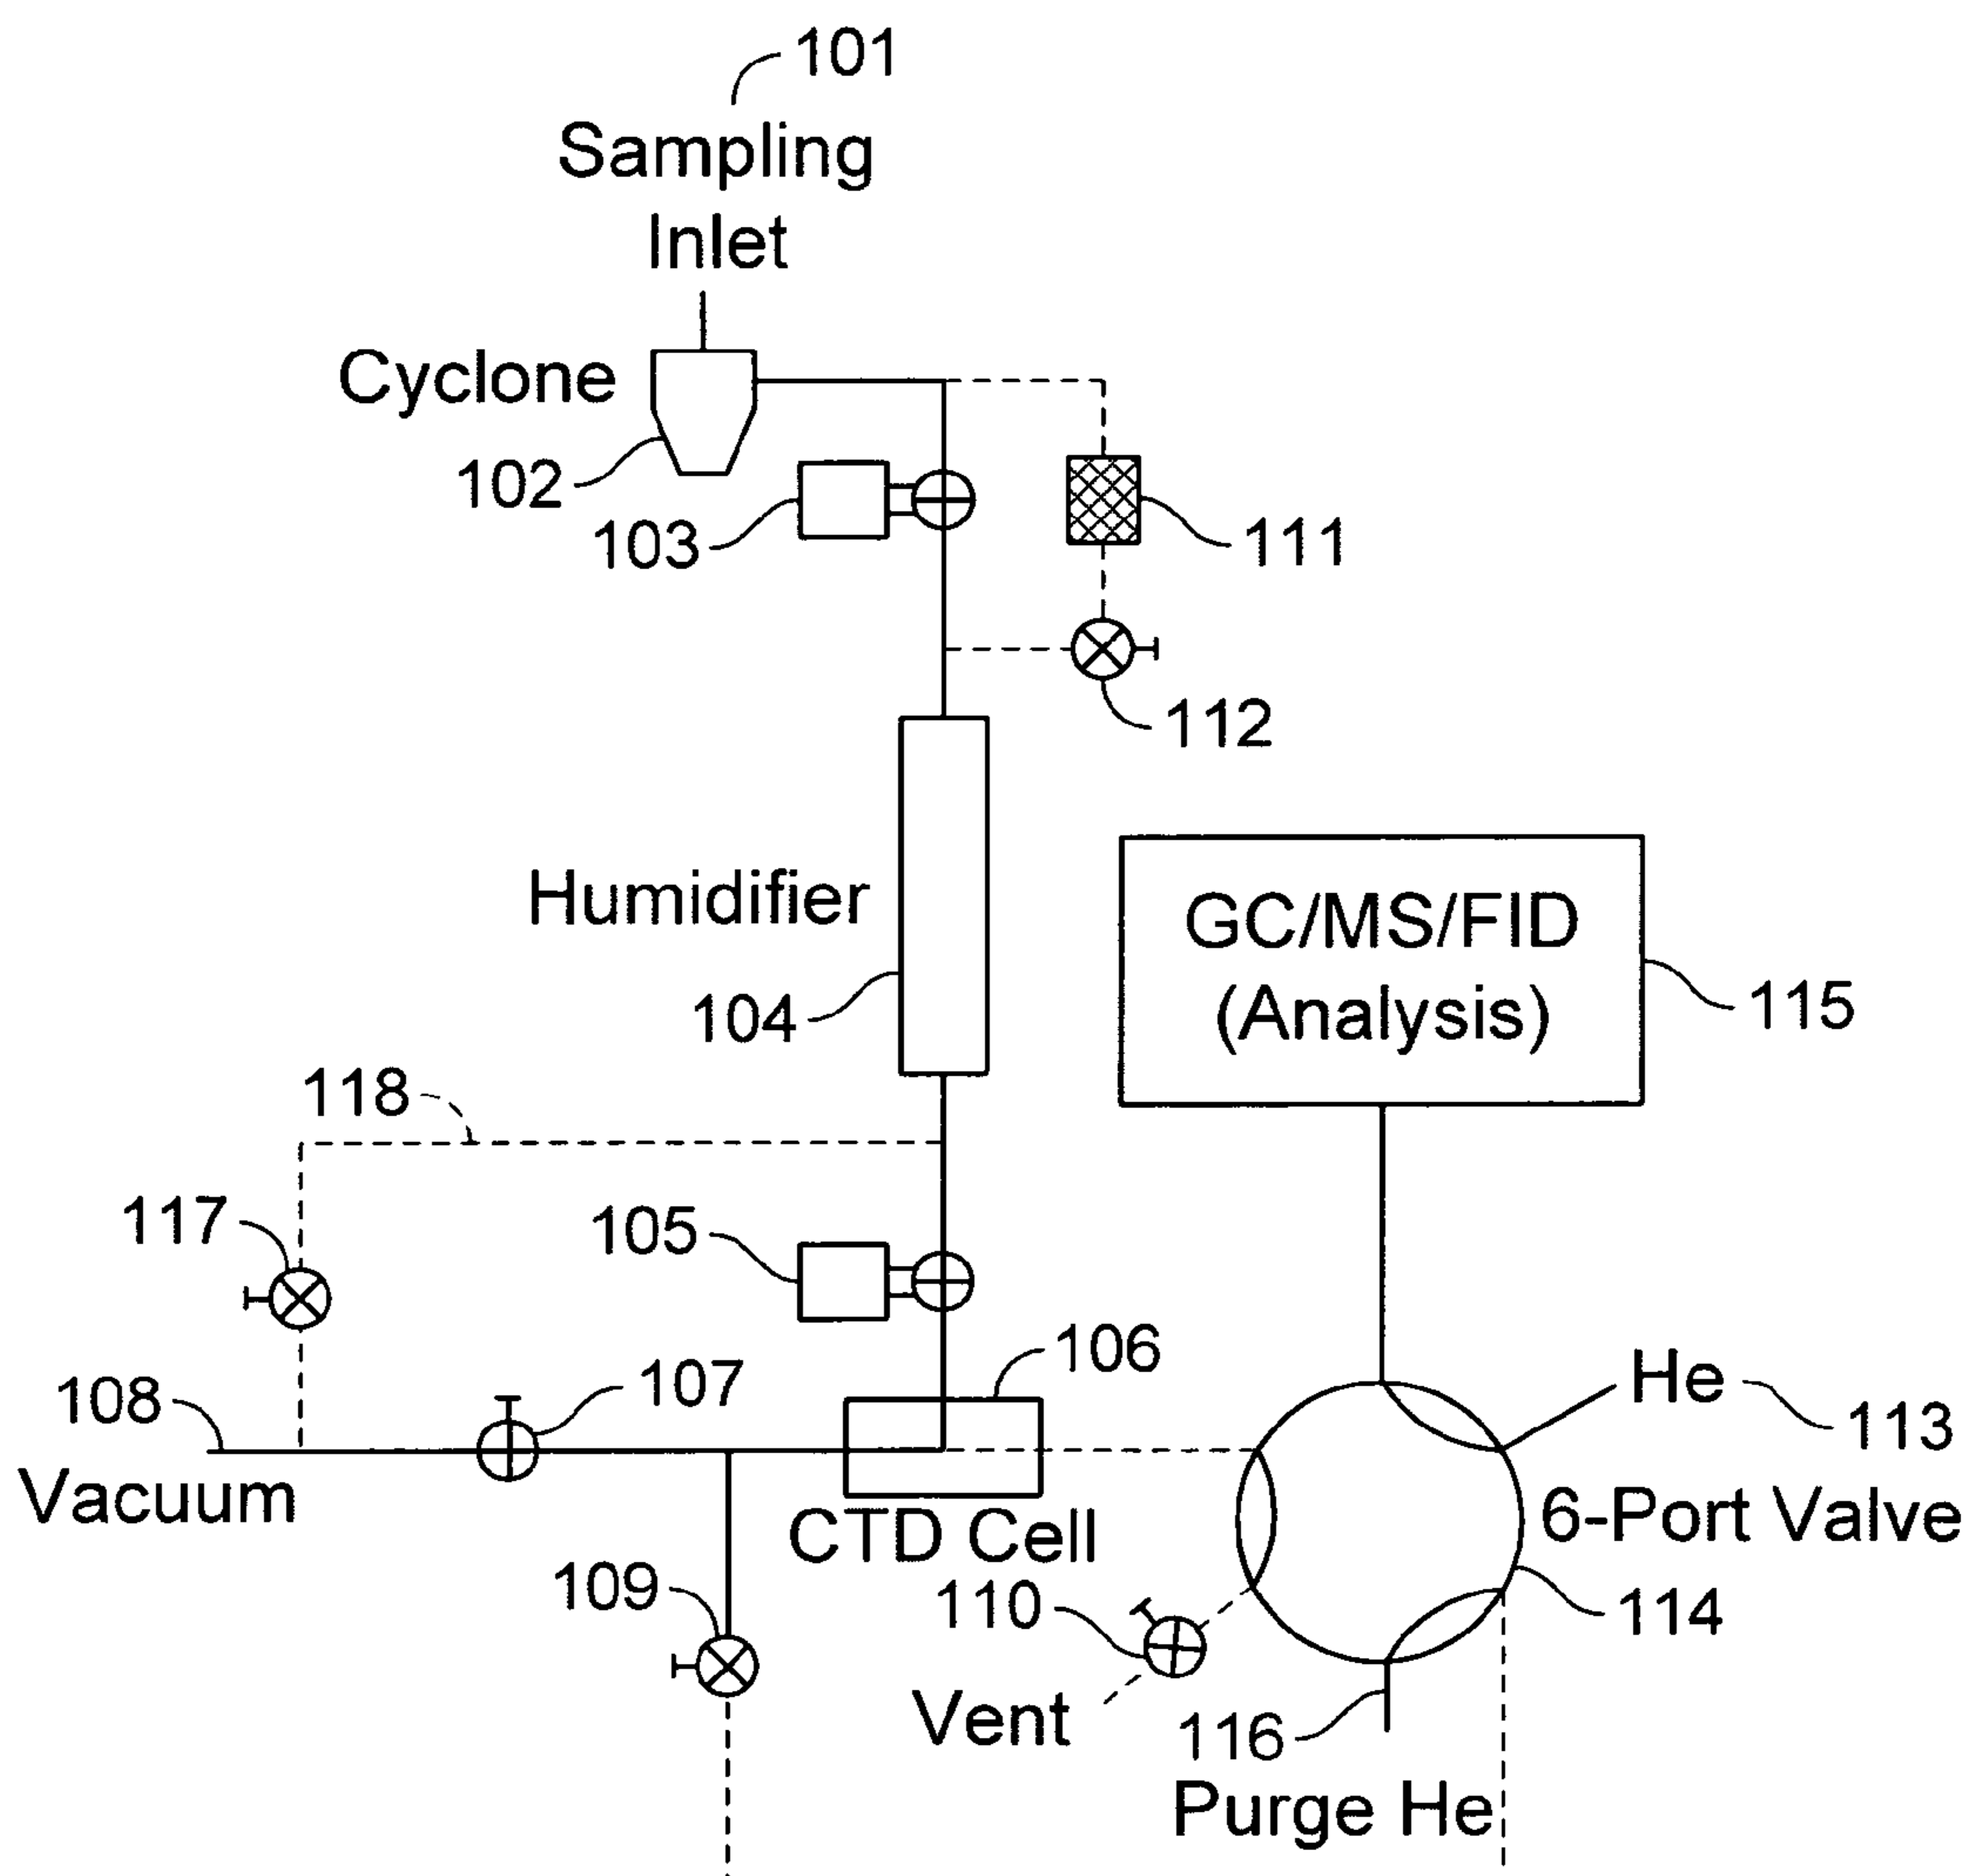 101
Sampling
Inlet
Cyclone
102
103
111
112
Humidifier
104
GC/MS/FID
(Analysis)
115
118
117
105
106
107
108
Vacuum
He
113
CTD Cell
6-Port Valve
109
110
114
Vent
116
Purge He